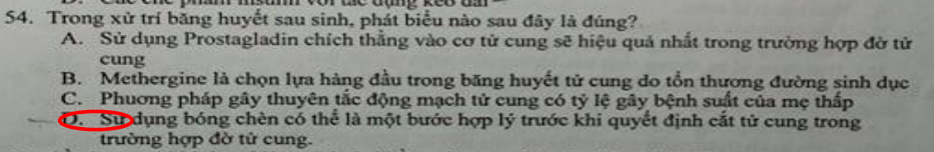 54. Trong xử trí băng huyết sau sinh, phát biểu nào sau đây là đúng?
A. Sử dụng Prostagladin chích thẳng vào cơ tử cung sẽ hiệu quả nhất trong trường hợp đờ tử
cung
B. Methergine là chọn lựa hàng đầu trong băng huyết tử cung do tổn thương đường sinh dục
C. Phương pháp gây thuyên tắc động mạch tử cung có tỷ lệ gây bệnh suất của mẹ thấp
D. Sử dụng bóng chèn có thể là một bước hợp lý trước khi quyết định cắt tử cung trong
trường hợp đờ tử cung.